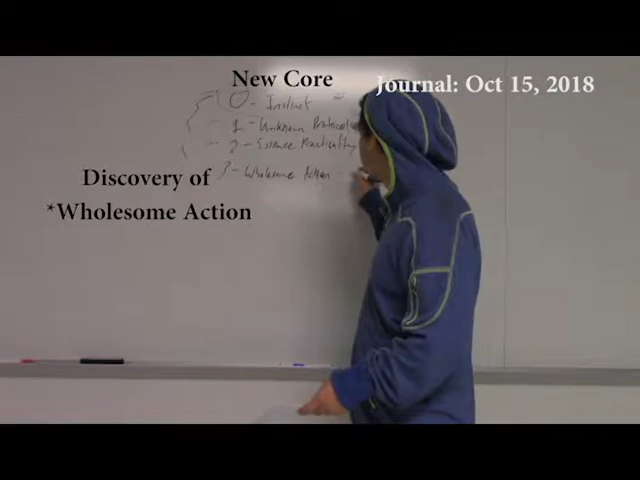 New Core
Journal: Oct 15, 2018
0 - Instinct =
1 - Unknown Protocol
2 - Essence Practicality
3 - Wholesome Action -
Discovery of
*Wholesome Action